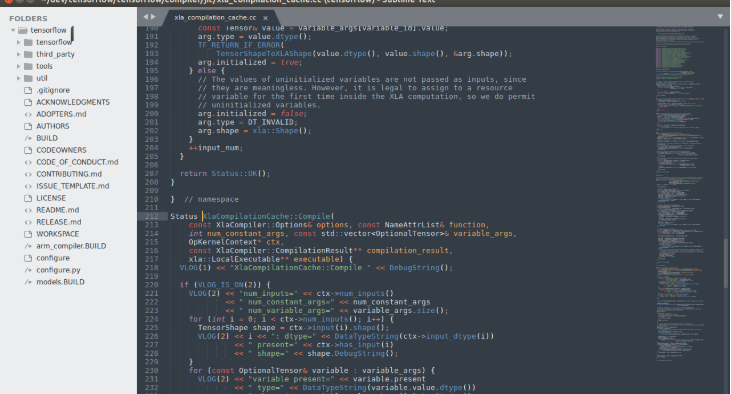 FOLDERS
tensorflow
tensorflow
third_party
tools
util
.gitignore
ACKNOWLEDGMENTS
ADOPTERS.md
AUTHORS
BUILD
CODEOWNERS
CODE_OF_CONDUCT.md
CONTRIBUTING.md
ISSUE_TEMPLATE.md
LICENSE
README.md
RELEASE.md
WORKSPACE
arm_compiler.BUILD
configure
configure.py
models.BUILD
xla_compilation_cache.cc ×
190 const Tensor& value = variable_args[variable_id].value;
191 arg.type = value.dtype();
192 TF_RETURN_IF_ERROR(
193 TensorShapeToXLAShape(value.dtype(), value.shape(), &arg.shape));
194 arg.initialized = true;
195 } else {
196 // The values of uninitialized variables are not passed as inputs, since
197 // they are meaningless. However, it is legal to assign to a resource
198 // variable for the first time inside the XLA computation, so we do permit
199 // uninitialized variables.
200 arg.initialized = false;
201 arg.type = DT_INVALID;
202 arg.shape = xla::Shape();
203 }
204 ++input_num;
205 }
206
207 return Status::OK();
208 }
209
210 } // namespace
211
212 Status XlaCompilationCache::Compile(
213 const XlaCompiler::Options& options, const NameAttrList& function,
214 int num_constant_args, const std::vector<OptionalTensor>& variable_args,
215 OpKernelContext* ctx,
216 const XlaCompiler::CompilationResult** compilation_result,
217 xla::LocalExecutable** executable) {
218 VLOG(1) << "XlaCompilationCache::Compile " << DebugString();
219
220 if (VLOG_IS_ON(2)) {
221 VLOG(2) << "num_inputs=" << ctx->num_inputs()
222 << " num_constant_args=" << num_constant_args
223 << " num_variable_args=" << variable_args.size();
224 for (int i = 0; i < ctx->num_inputs(); i++) {
225 TensorShape shape = ctx->input(i).shape();
226 VLOG(2) << i << ": dtype=" << DataTypeString(ctx->input_dtype(i))
227 << " present=" << ctx->has_input(i)
228 << " shape=" << shape.DebugString();
229 }
230 for (const OptionalTensor& variable : variable_args) {
231 VLOG(2) << "variable present=" << variable.present
232 << " type=" << DataTypeString(variable.value.dtype())